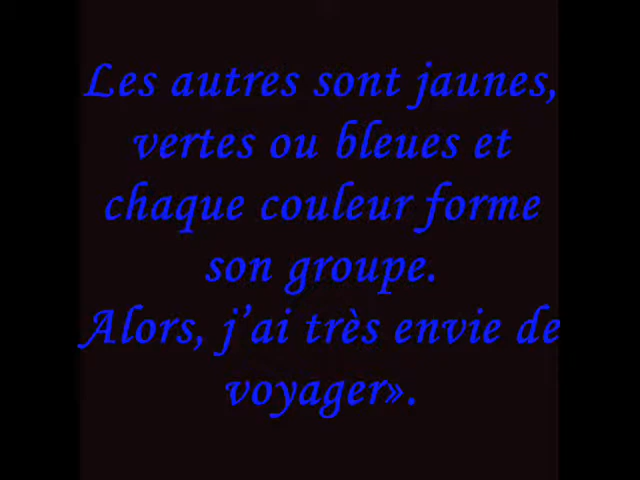 Les autres sont jaunes,
vertes ou bleues et
chaque couleur forme
son groupe.
Alors, j’ai très envie de
voyager».